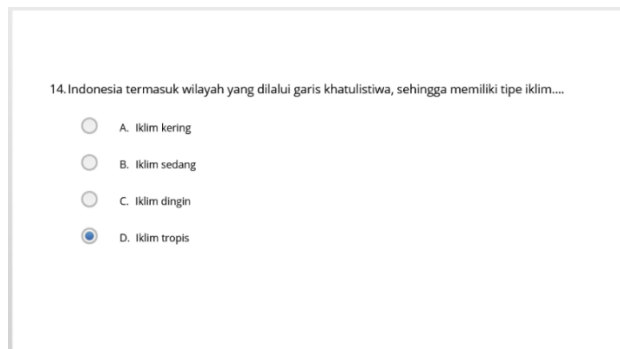 14. Indonesia termasuk wilayah yang dilalui garis khatulistiwa, sehingga memiliki tipe iklim....
A. Iklim kering
B. Iklim sedang
C. Iklim dingin
D. Iklim tropis